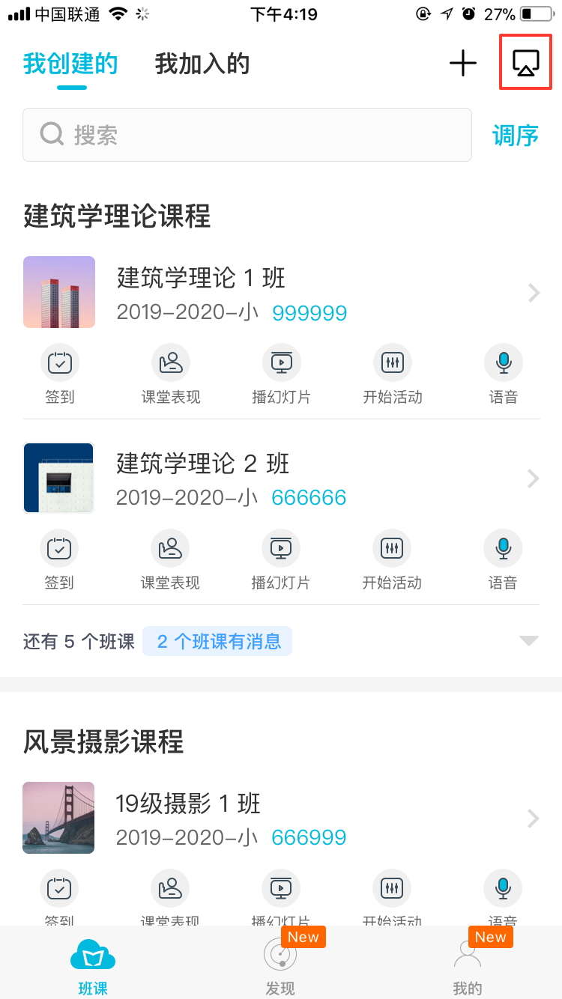 中国联通 下午4:19 27%
我创建的 我加入的
搜索 调序
建筑学理论课程
建筑学理论 1 班
2019-2020-小 999999
签到 课堂表现 播幻灯片 开始活动 语音
建筑学理论 2 班
2019-2020-小 666666
签到 课堂表现 播幻灯片 开始活动 语音
还有 5 个班课 2 个班课有消息
风景摄影课程
19级摄影 1 班
2019-2020-小 666999
签到 课堂表现 播幻灯片 开始活动 语音
New New
班课 发现 我的